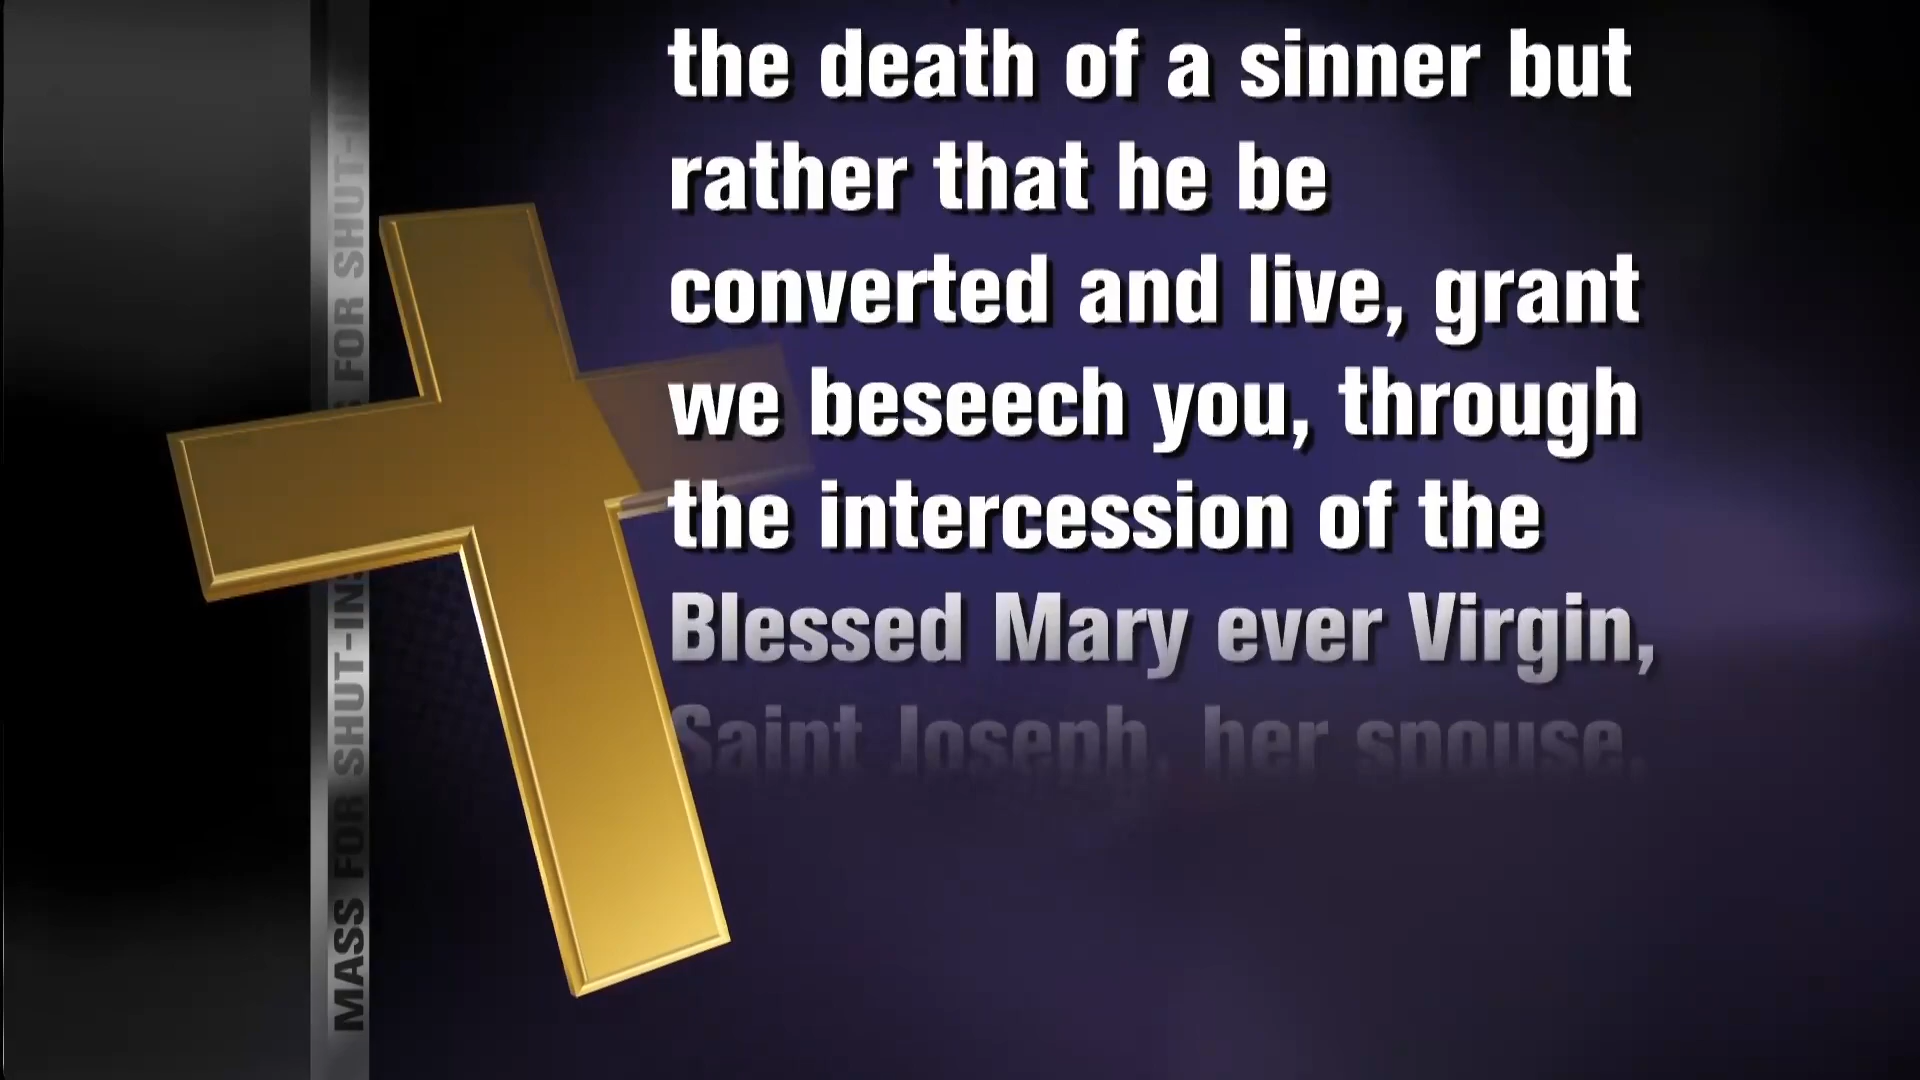 the death of a sinner but
rather that he be
converted and live, grant
we beseech you, through
the intercession of the
Blessed Mary ever Virgin,
Saint Joseph, her spouse,
MASS FOR SHUT-INS FOR SHUT-